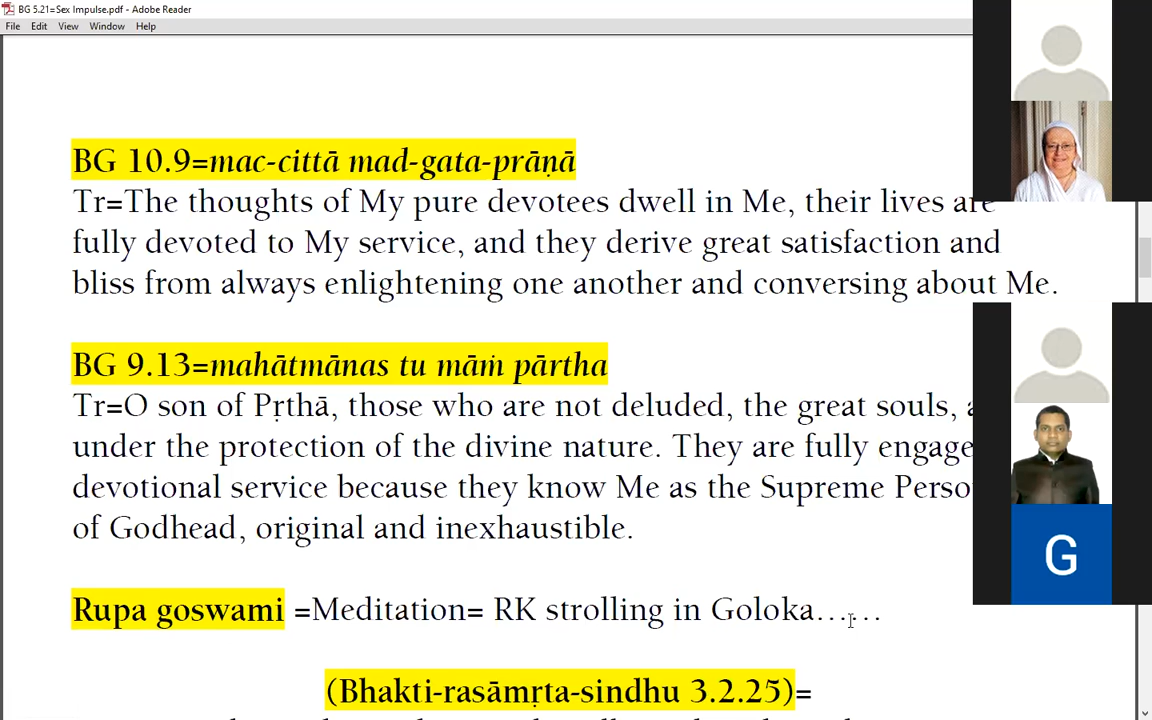 BG 5.21=Sex Impulse.pdf - Adobe Reader
File Edit View Window Help
BG 10.9=mac-cittā mad-gata-prāṇā
Tr=The thoughts of My pure devotees dwell in Me, their lives are
fully devoted to My service, and they derive great satisfaction and
bliss from always enlightening one another and conversing about Me.
BG 9.13=mahātmānas tu māṁ pārtha
Tr=O son of Pṛthā, those who are not deluded, the great souls,
under the protection of the divine nature. They are fully
devotional service because they know Me as the Supreme
of Godhead, original and inexhaustible.
Rupa goswami =Meditation= RK strolling in Goloka……
(Bhakti-rasāmṛta-sindhu 3.2.25)=
G